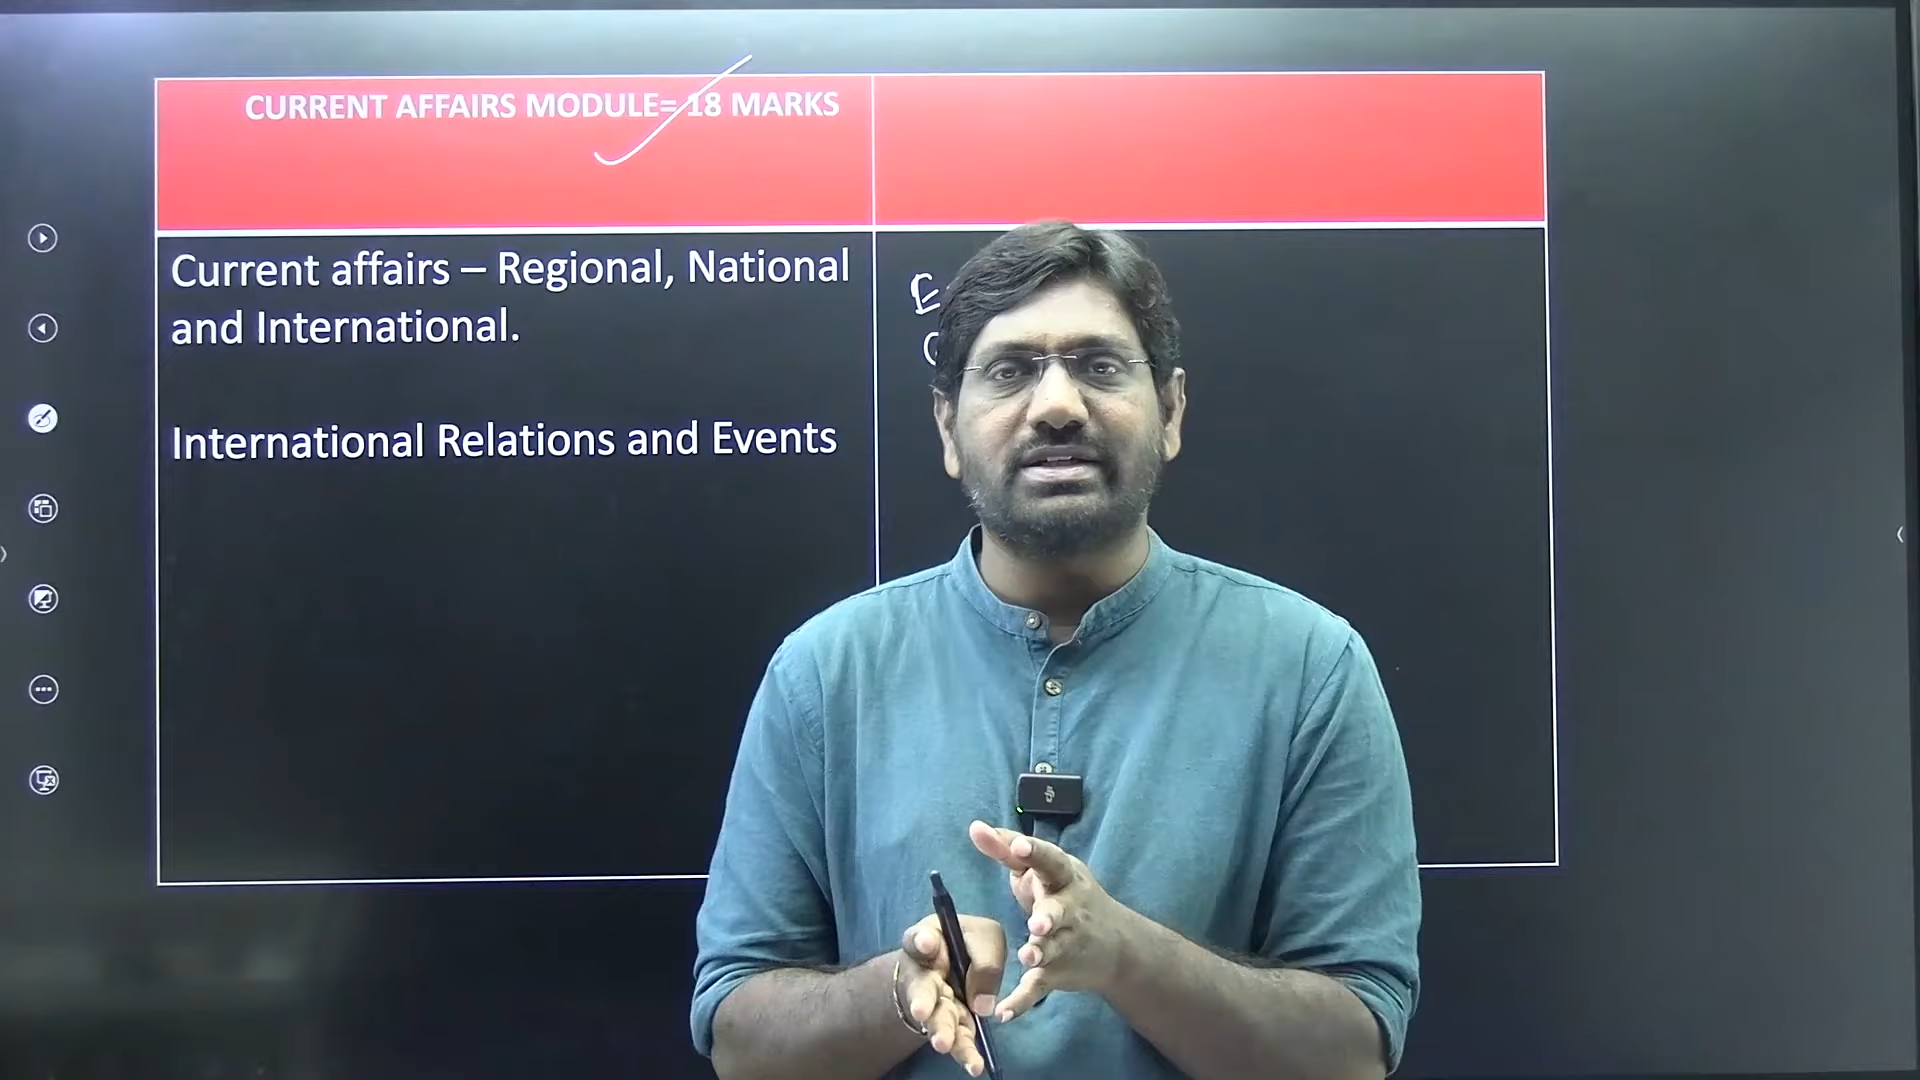 CURRENT AFFAIRS MODULE= 18 MARKS
Current affairs – Regional, National
and International.
International Relations and Events